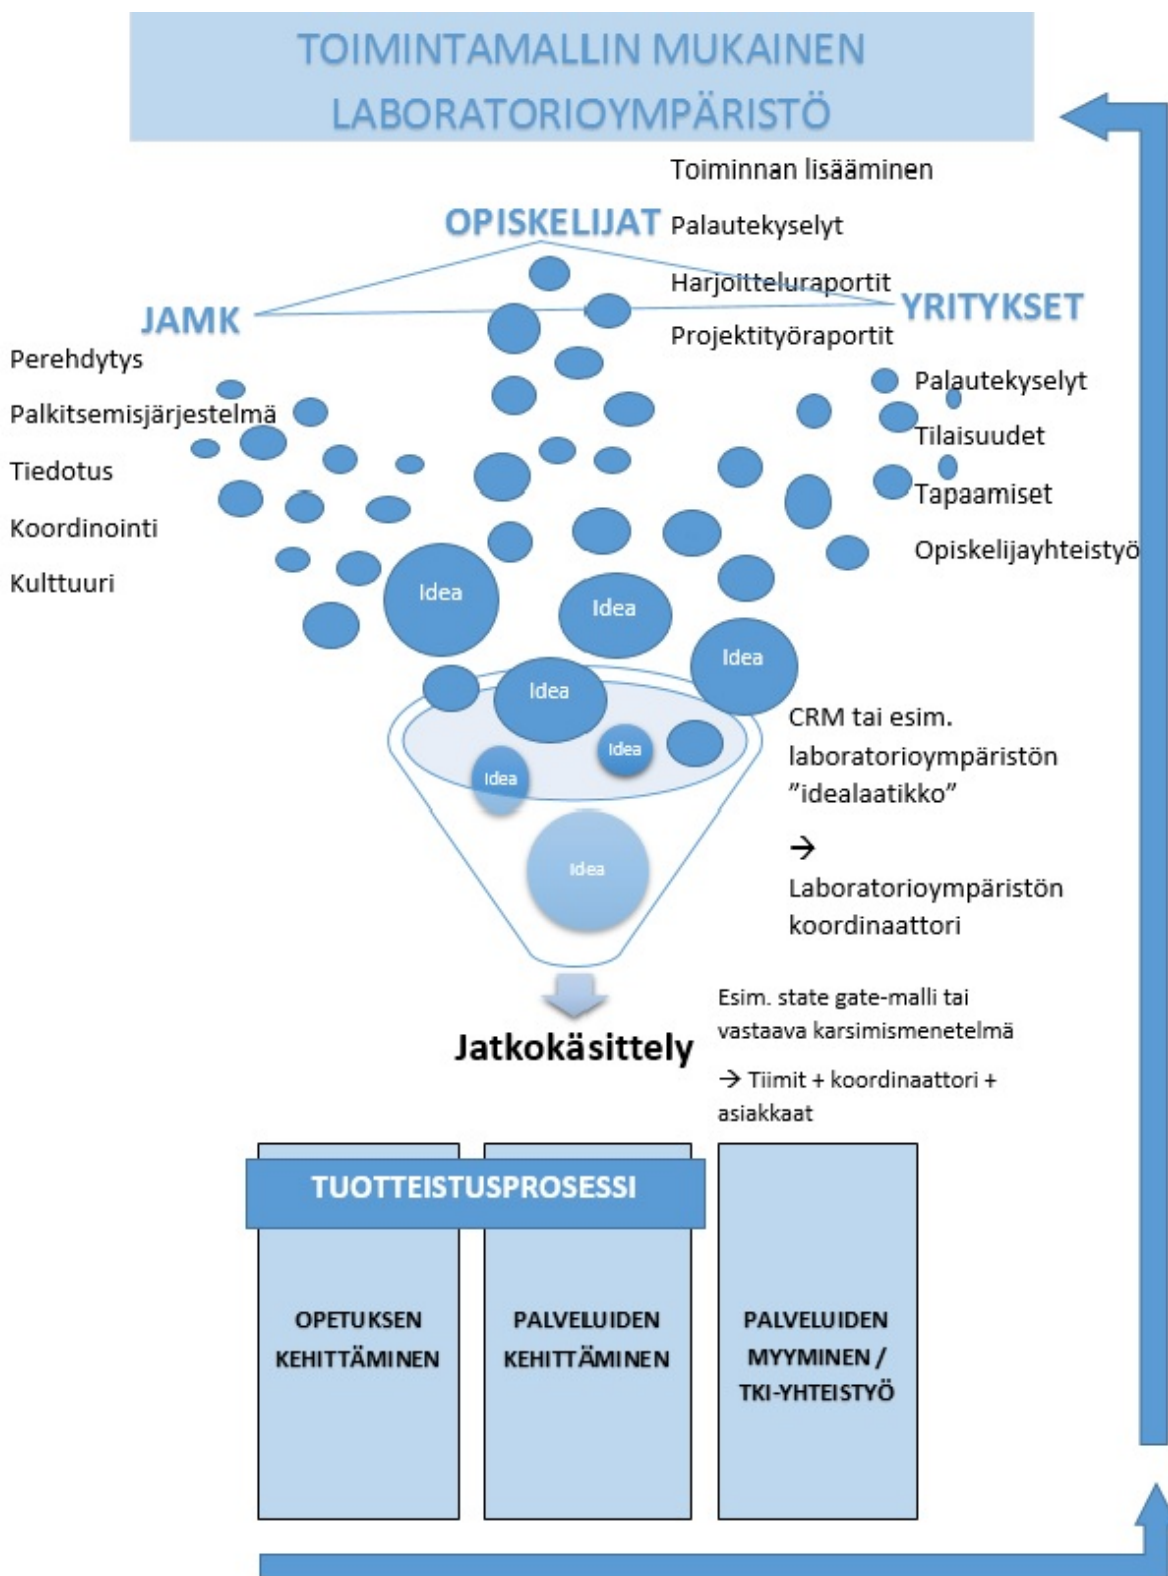 TOIMINTAMALLIN MUKAINEN
LABORATORIOYMPÄRISTÖ
Toiminnan lisääminen
OPISKELIJAT
Palautekyselyt
Harjoitteluraportit
Projektityöraportit
JAMK
Perehdytys
Palkitsemisjärjestelmä
Tiedotus
Koordinointi
Kulttuuri
YRITYKSET
Palautekyselyt
Tilaisuudet
Tapaamiset
Opiskelijayhteistyö
Idea
Idea
Idea
Idea
Idea
Idea
Idea
CRM tai esim.
laboratorioympäristön
”idealaatikko”
→
Laboratorioympäristön
koordinaattori
Jatkokäsittely
Esim. state gate-malli tai
vastaava karsimismenetelmä
→ Tiimit + koordinaattori +
asiakkaat
TUOTTEISTUSPROSESSI
OPETUKSEN
KEHITTÄMINEN
PALVELUIDEN
KEHITTÄMINEN
PALVELUIDEN
MYYMINEN /
TKI-YHTEISTYÖ